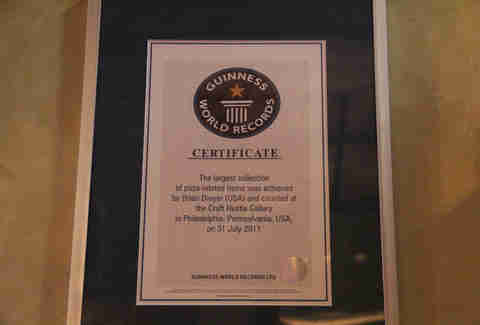 GUINNESS
WORLD RECORDS
CERTIFICATE
The largest collection
of pizza-related items was achieved
by Brian Dwyer (USA) and counted at
the Craft Hustle Gallery
in Philadelphia, Pennsylvania, USA,
on 31 July 2011
GUINNESS WORLD RECORDS LTD